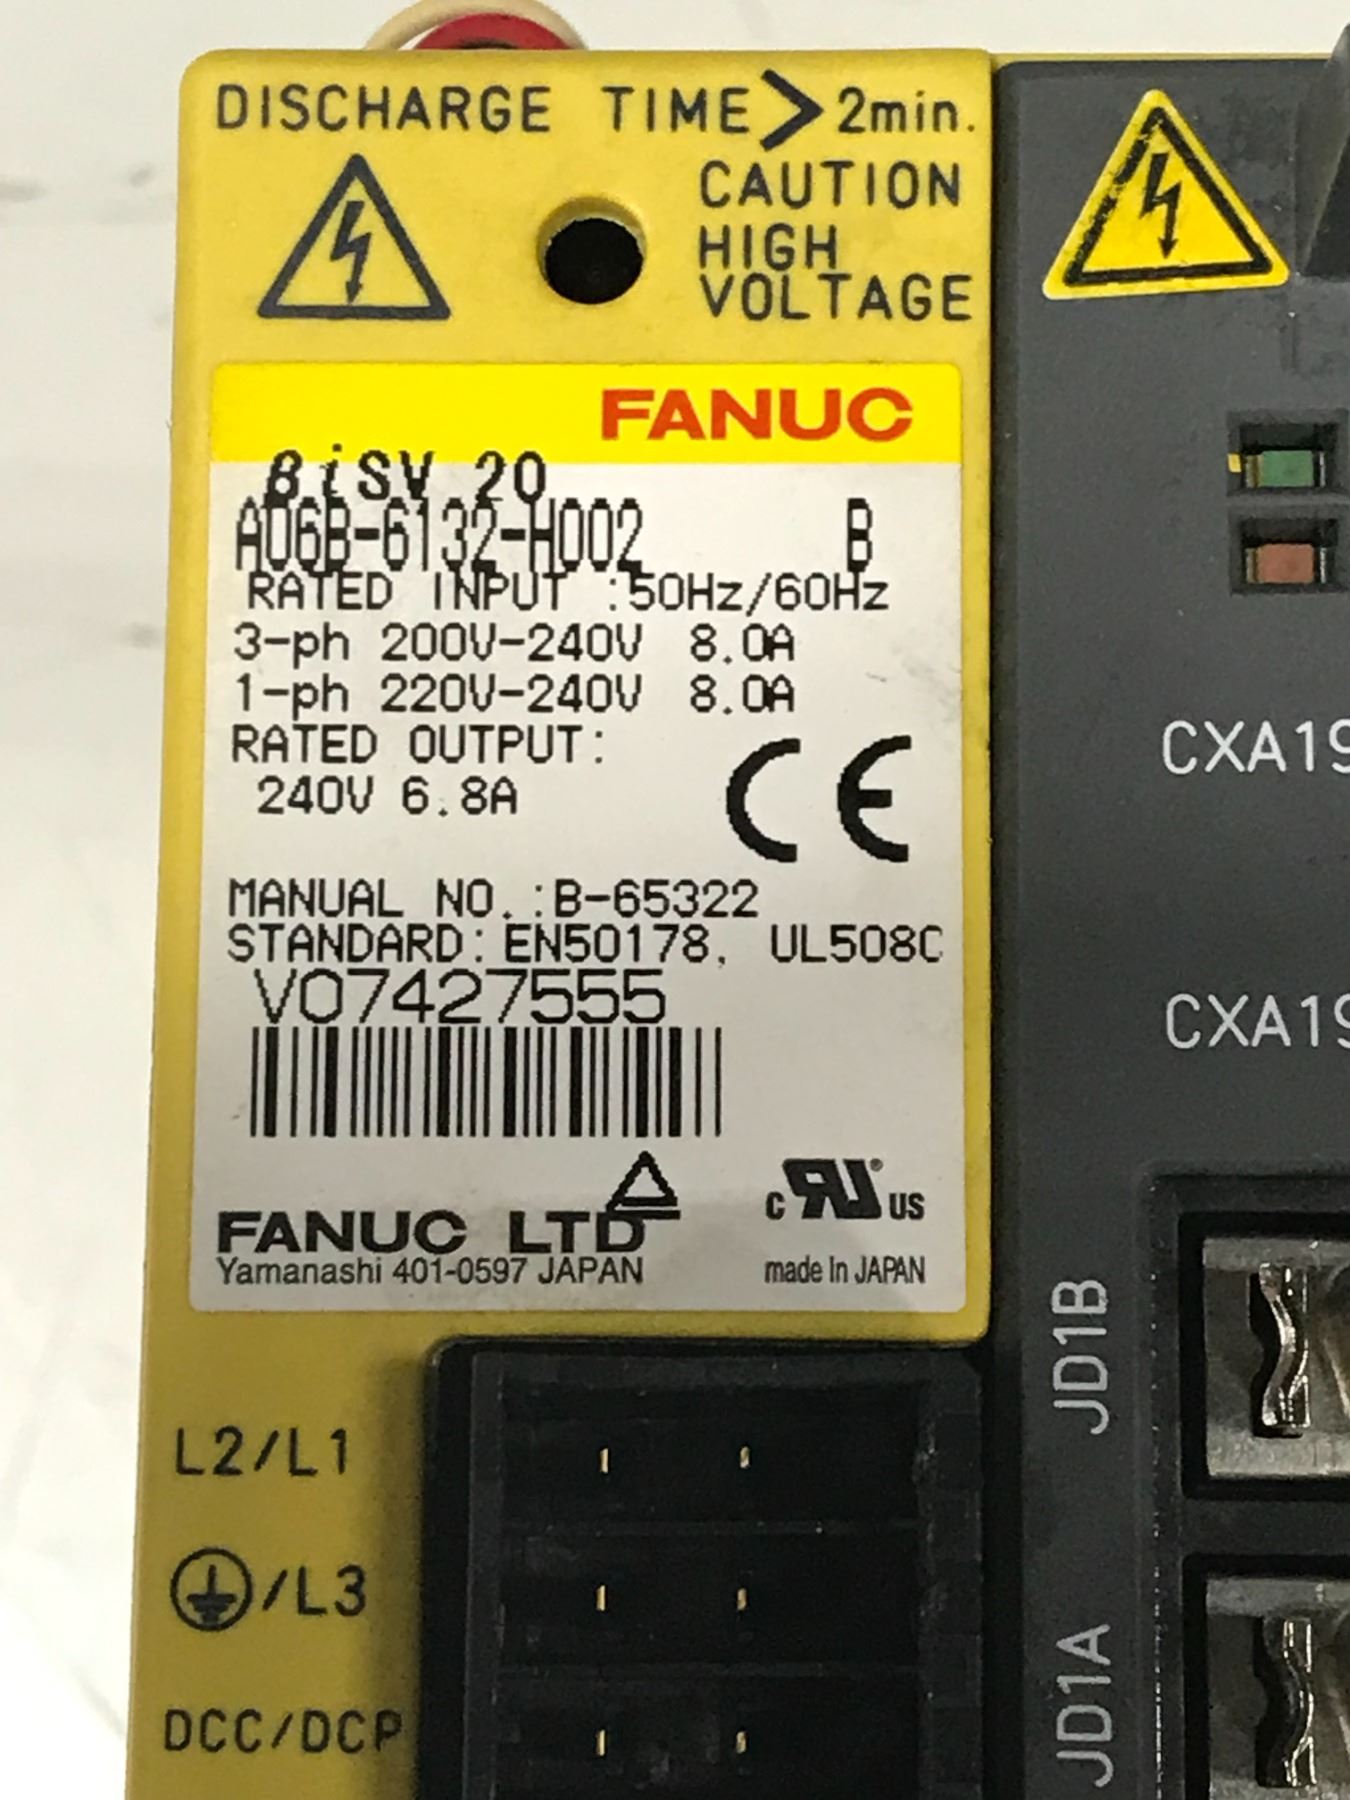 DISCHARGE TIME > 2min.
CAUTION
HIGH
VOLTAGE
FANUC
βiSV 20
A06B-6132-H002 B
RATED INPUT :50Hz/60Hz
3-ph 200V-240V 8.0A
1-ph 220V-240V 8.0A
RATED OUTPUT:
240V 6.8A
CE
MANUAL NO.:B-65322
STANDARD: EN50178, UL508C
V07427555
FANUC LTD
Yamanashi 401-0597 JAPAN
c RU ® US
made In JAPAN
L2/L1
⏚/L3
DCC/DCP
CXA19
CXA19
JD1B
JD1A